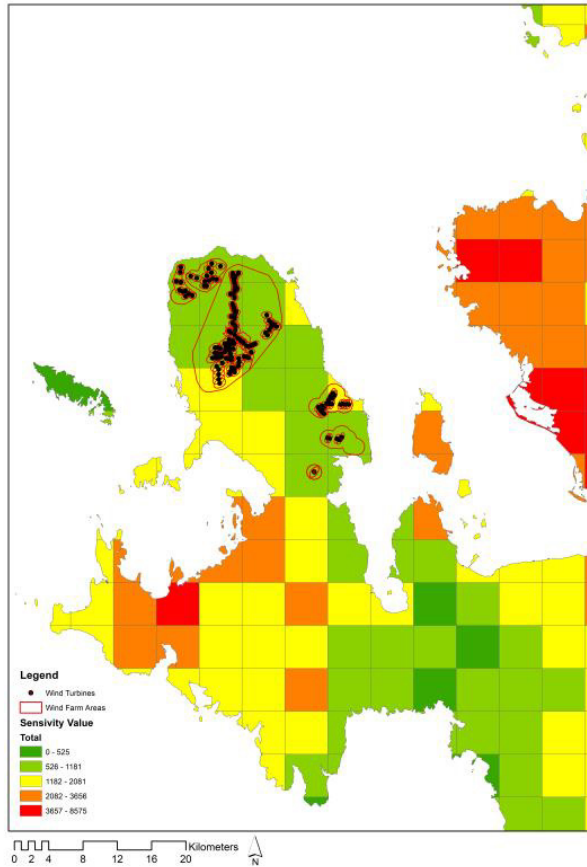 Legend
Wind Turbines
Wind Farm Areas
Sensivity Value
Total
0 - 525
526 - 1181
1182 - 2081
2082 - 3656
3657 - 8575
Kilometers
0 2 4 8 12 16 20
N